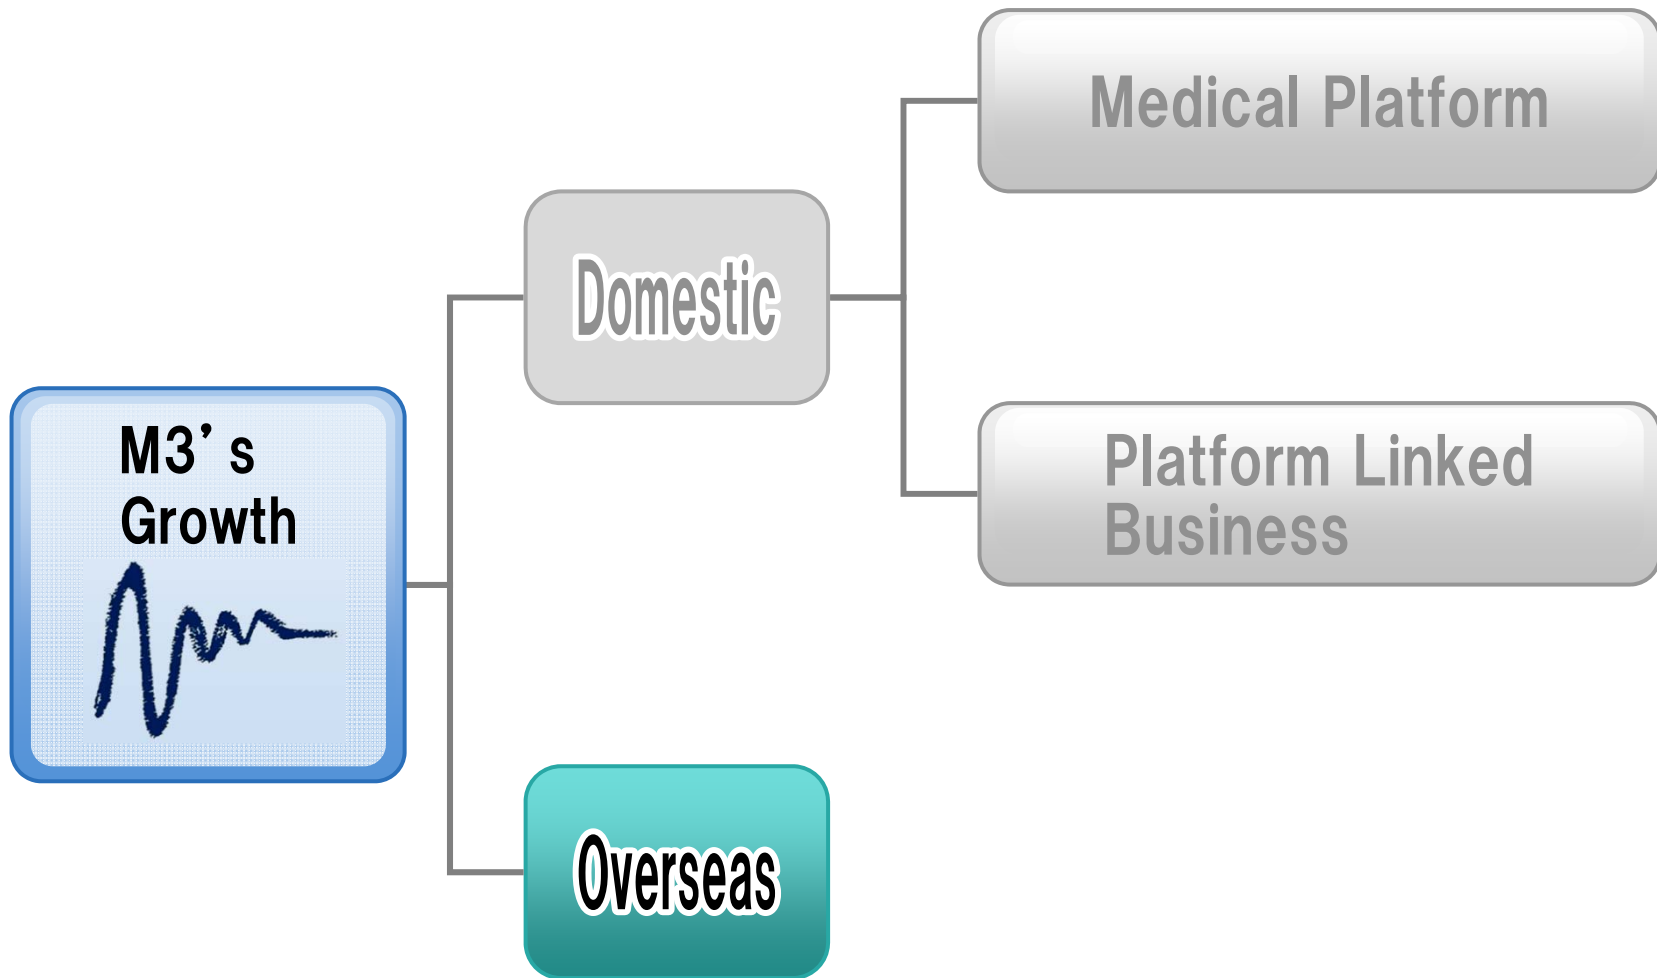 M3’s
Growth
Domestic
Overseas
Medical Platform
Platform Linked
Business